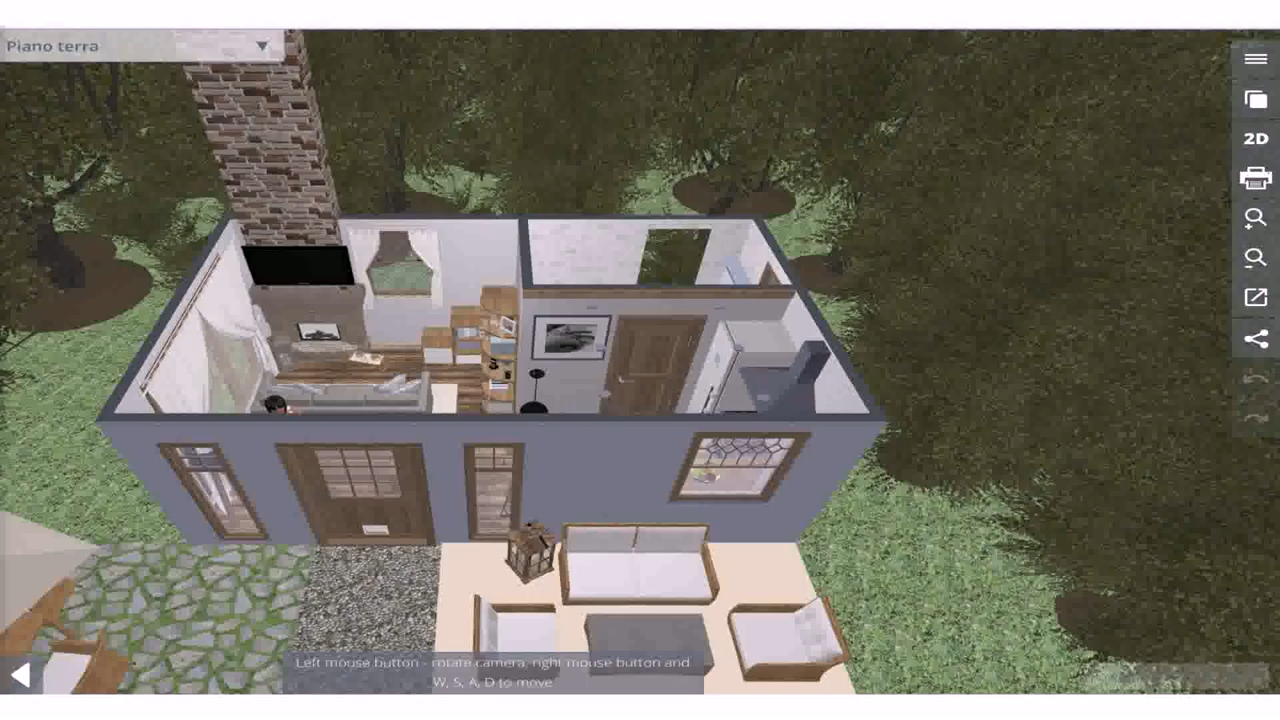 Piano terra
2D
Left mouse button - rotate camera, right mouse button and
W, S, A, D to move